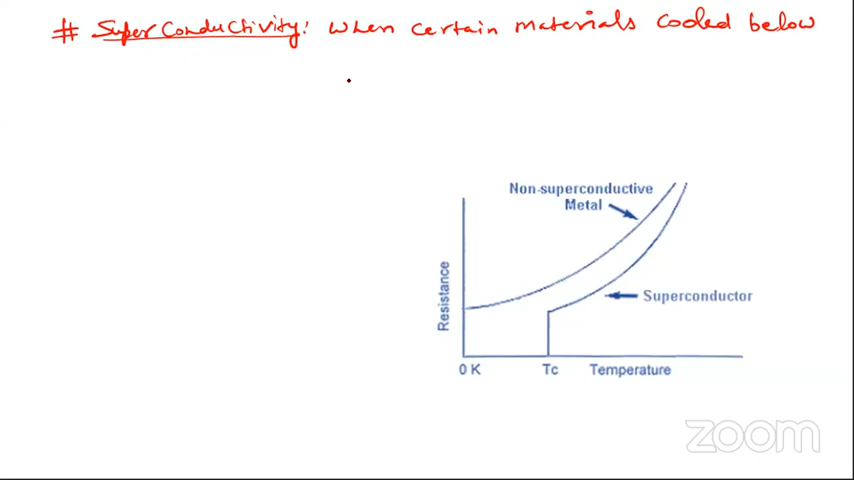 # Superconductivity: When certain materials cooled below
Non-superconductive
Metal
Resistance
Superconductor
0 K
Tc
Temperature
zoom